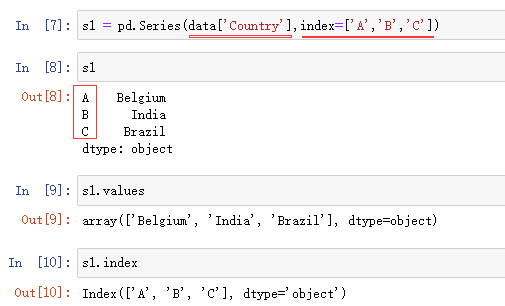 In [7]: s1 = pd.Series(data['Country'],index=['A','B','C'])
In [8]: s1
Out[8]: A Belgium
B India
C Brazil
dtype: object
In [9]: s1.values
Out[9]: array(['Belgium', 'India', 'Brazil'], dtype=object)
In [10]: s1.index
Out[10]: Index(['A', 'B', 'C'], dtype='object')